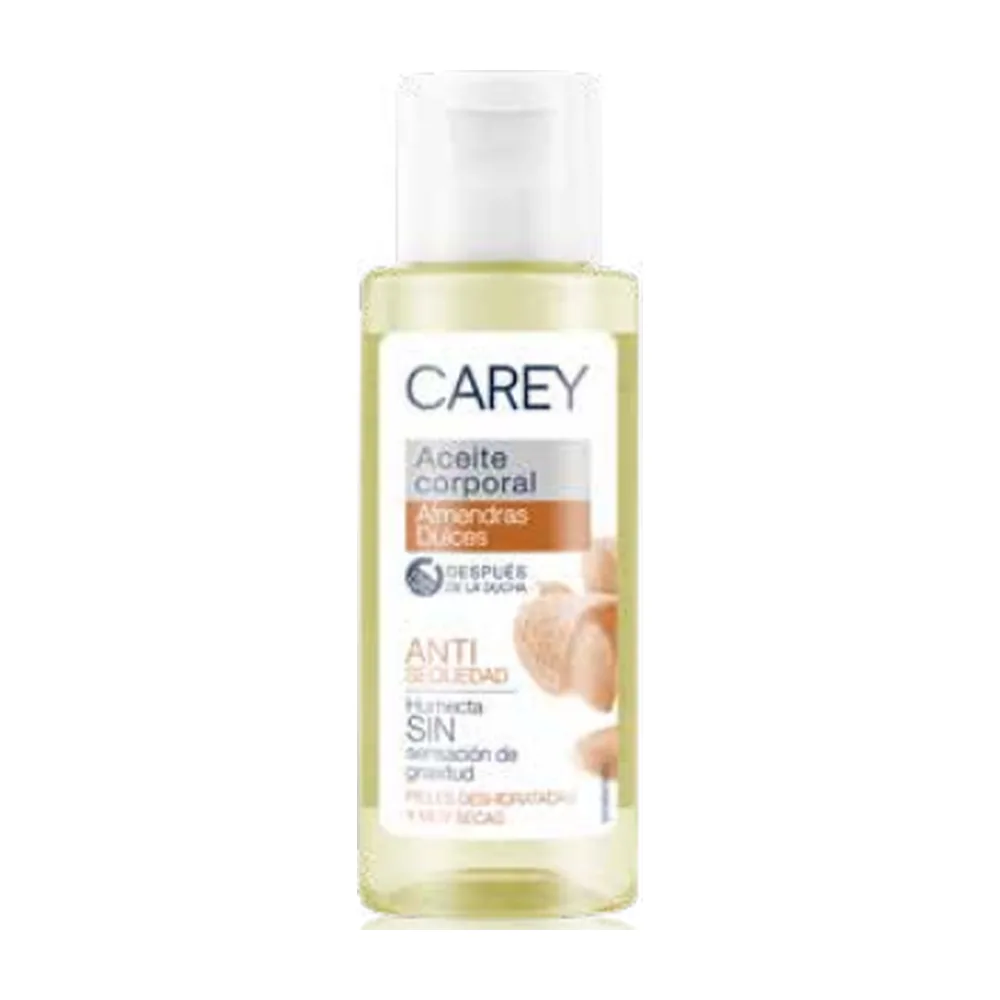 CAREY
Aceite
corporal
Almendras
Dulces
DESPUÉS
DE LA DUCHA
ANTI
SEQUEDAD
Humecta
SIN
sensación de
grasitud
PIELES DESHIDRATADAS
Y MUY SECAS